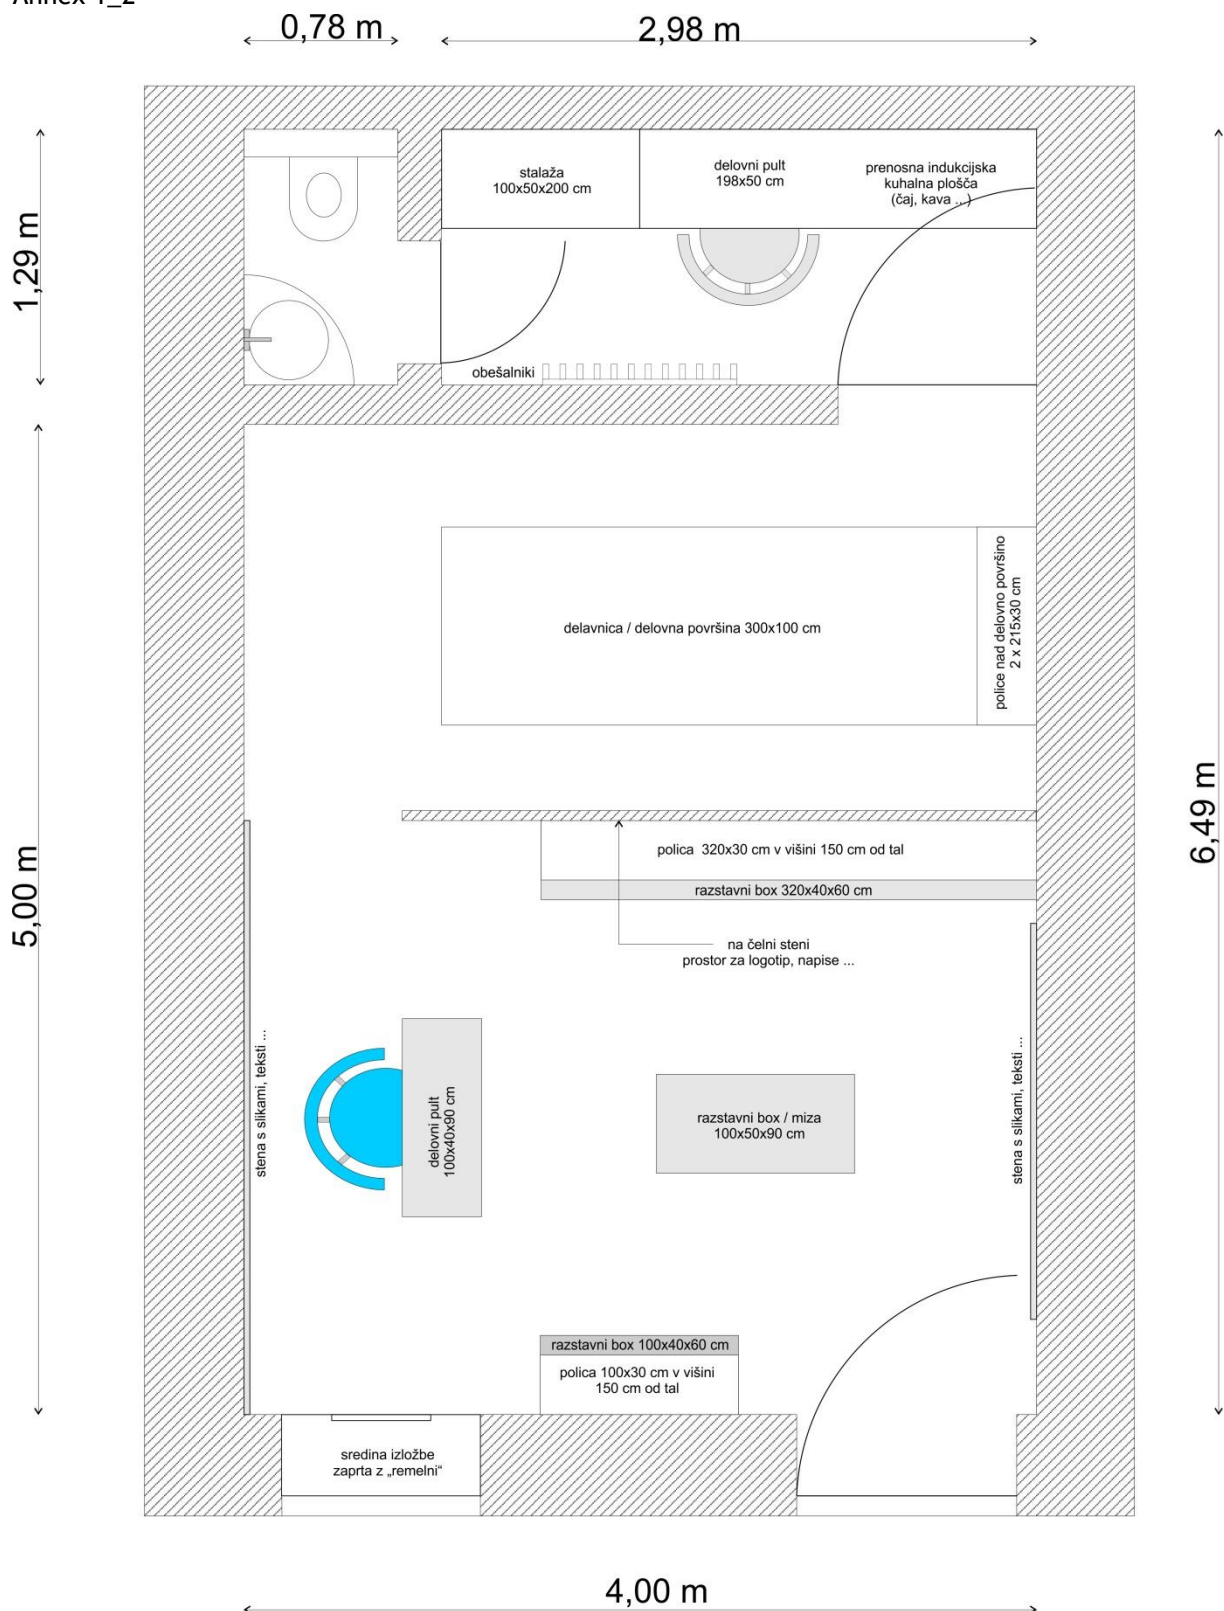 Annex 1_2
0,78 m
2,98 m
1,29 m
stalaža
100x50x200 cm
delovni pult
198x50 cm
prenosna indukcijska
kuhalna plošča
(čaj, kava ...)
obešalniki
delavnica / delovna površina 300x100 cm
police nad delovno površino
2 x 215x30 cm
6,49 m
5,00 m
polica  320x30 cm v višini 150 cm od tal
razstavni box 320x40x60 cm
na čelni steni
prostor za logotip, napise ...
stena s slikami, teksti ...
delovni pult
100x40x90 cm
razstavni box / miza
100x50x90 cm
stena s slikami, teksti ...
razstavni box 100x40x60 cm
polica 100x30 cm v višini
150 cm od tal
sredina izložbe
zaprta z „remelni“
4,00 m